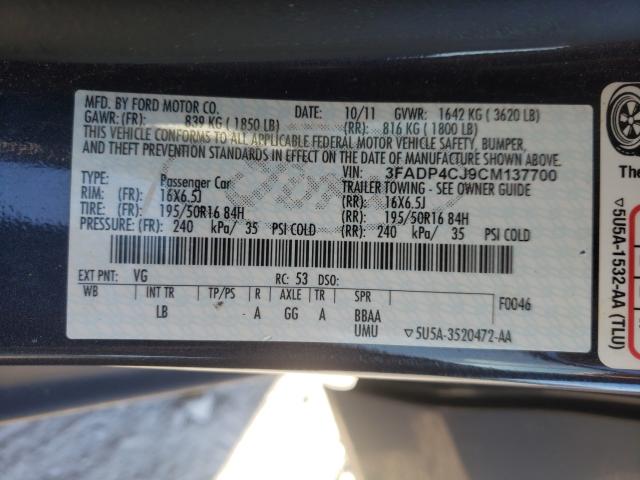 MFD. BY FORD MOTOR CO. DATE: 10/11 GVWR: 1642 KG ( 3620 LB)
GAWR: (FR): 839 KG ( 1850 LB) (RR): 816 KG ( 1800 LB)
THIS VEHICLE CONFORMS TO ALL APPLICABLE FEDERAL MOTOR VEHICLE SAFETY, BUMPER,
AND THEFT PREVENTION STANDARDS IN EFFECT ON THE DATE OF MANUFACTURE SHOWN ABOVE.
VIN: 3FADP4CJ9CM137700
TYPE: Passenger Car TRAILER TOWING - SEE OWNER GUIDE
RIM: (FR): 16X6.5J (RR): 16X6.5J
TIRE: (FR): 195/50R16 84H (RR): 195/50R16 84H
PRESSURE: (FR): 240 kPa/ 35 PSI COLD (RR): 240 kPa/ 35 PSI COLD
EXT PNT: VG RC: 53 DSO:
WB INT TR TP/PS R AXLE TR SPR F0046
LB A GG A BBAA
UMU ▽5U5A-3520472-AA
▽5U5A-1532-AA (TLU)